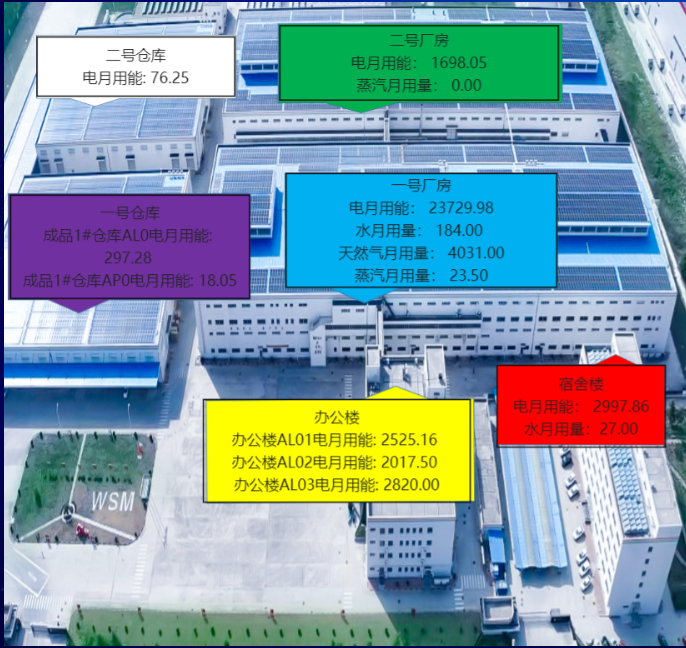 二号仓库
电月用能: 76.25
二号厂房
电月用能： 1698.05
蒸汽月用量： 0.00
一号仓库
成品1#仓库AL0电月用能:
297.28
成品1#仓库AP0电月用能: 18.05
一号厂房
电月用能： 23729.98
水月用量： 184.00
天然气月用量： 4031.00
蒸汽月用量： 23.50
宿舍楼
电月用能： 2997.86
水月用量： 27.00
办公楼
办公楼AL01电月用能: 2525.16
办公楼AL02电月用能: 2017.50
办公楼AL03电月用能: 2820.00
WSM